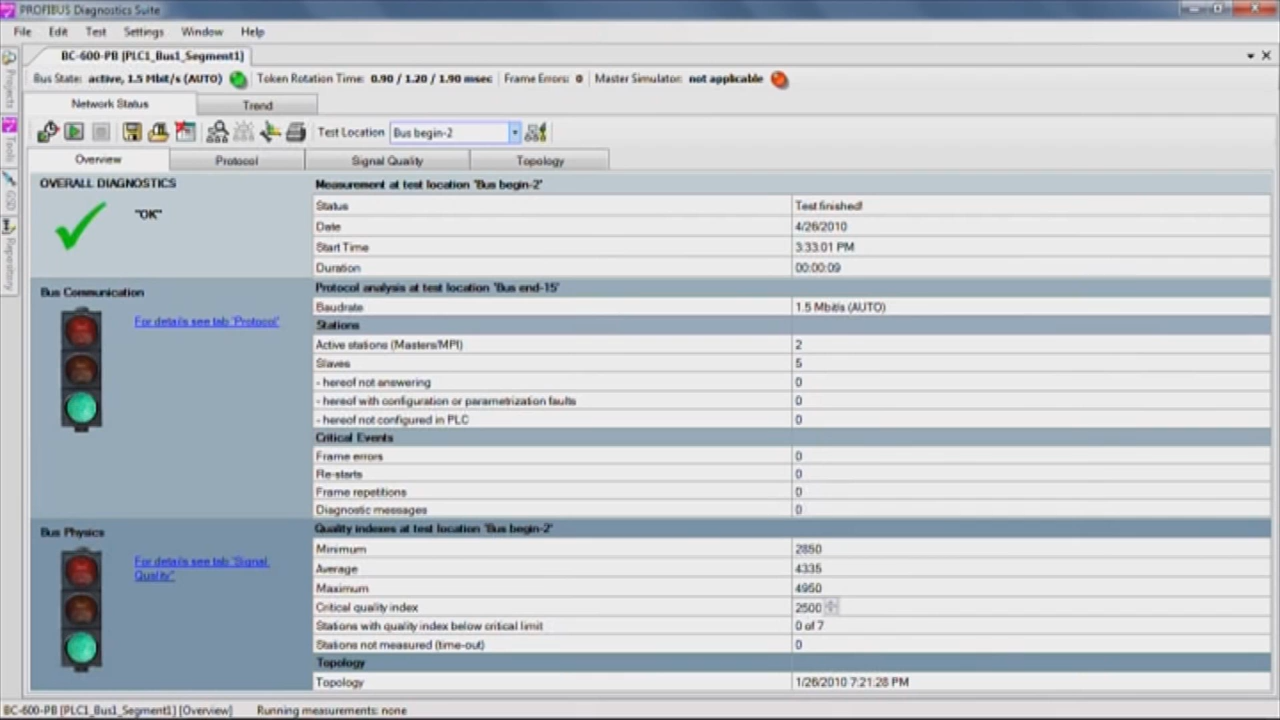 PROFIBUS Diagnostics Suite
File Edit Test Settings Window Help
BC-600-PB [PLC1_Bus1_Segment1]
Bus State: active, 1.5 Mbit/s (AUTO) Token Rotation Time: 0.90 / 1.20 / 1.90 msec Frame Errors: 0 Master Simulator: not applicable
Network Status Trend
Test Location Bus begin-2
Overview Protocol Signal Quality Topology
Projects
Tools
GSD
Repository
OVERALL DIAGNOSTICS
"OK"
Measurement at test location 'Bus begin-2'
Status Test finished!
Date 4/26/2010
Start Time 3:33:01 PM
Duration 00:00:09
Bus Communication
For details see tab 'Protocol'
Protocol analysis at test location 'Bus end-15'
Baudrate 1.5 Mbit/s (AUTO)
Stations
Active stations (Masters/MPI) 2
Slaves 5
- hereof not answering 0
- hereof with configuration or parametrization faults 0
- hereof not configured in PLC 0
Critical Events
Frame errors 0
Re-starts 0
Frame repetitions 0
Diagnostic messages 0
Bus Physics
For details see tab 'Signal
Quality'
Quality indexes at test location 'Bus begin-2'
Minimum 2850
Average 4335
Maximum 4950
Critical quality index 2500
Stations with quality index below critical limit 0 of 7
Stations not measured (time-out) 0
Topology
Topology 1/26/2010 7:21:28 PM
BC-600-PB [PLC1_Bus1_Segment1] [Overview] Running measurements: none